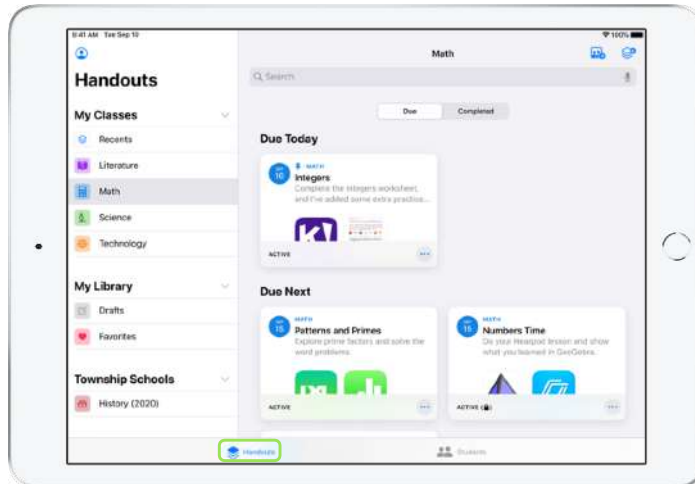 9:41 AM Tue Sep 10
100%
Handouts
My Classes
Recents
Literature
Math
Science
Technology
My Library
Drafts
Favorites
Township Schools
History (2020)
Math
Search
Due
Completed
Due Today
SEP 10
MATH
Integers
Complete the integers worksheet,
and I've added some extra practice...
K!
ACTIVE
Due Next
SEP 15
MATH
Patterns and Primes
Explore prime factors and solve the
word problems.
ACTIVE
SEP 15
MATH
Numbers Time
Do your Nearpod lesson and show
what you learned in GeoGebra.
ACTIVE
Handouts
Students